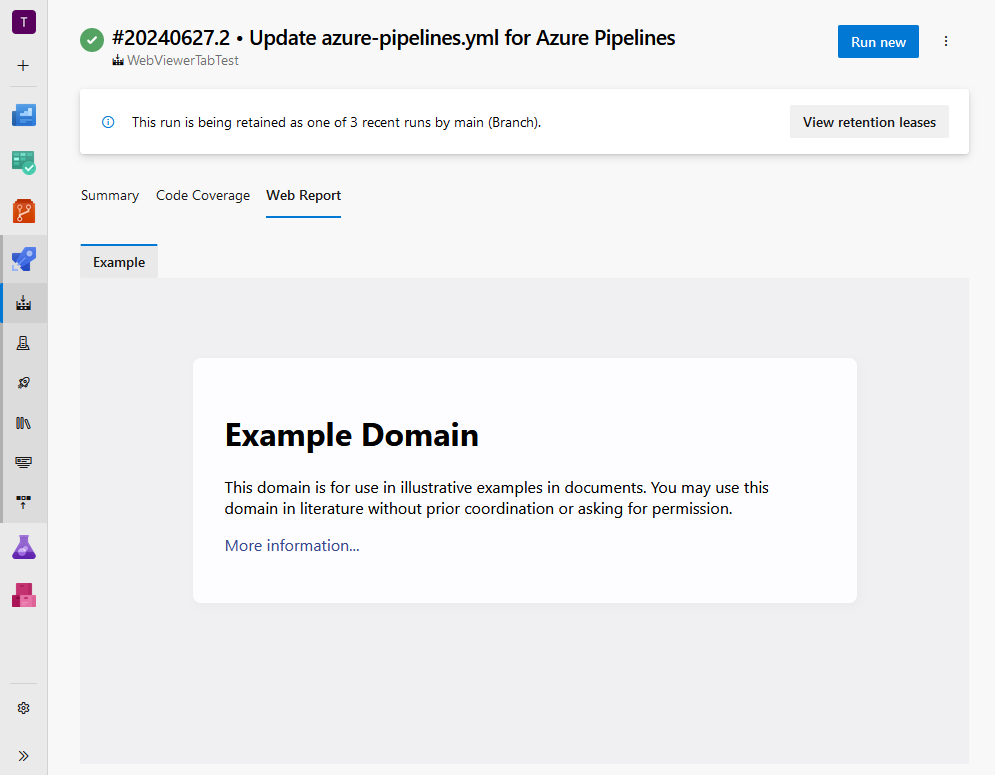 T
#20240627.2 • Update azure-pipelines.yml for Azure Pipelines
WebViewerTabTest
Run new
This run is being retained as one of 3 recent runs by main (Branch).
View retention leases
Summary
Code Coverage
Web Report
Example
Example Domain
This domain is for use in illustrative examples in documents. You may use this
domain in literature without prior coordination or asking for permission.
More information...